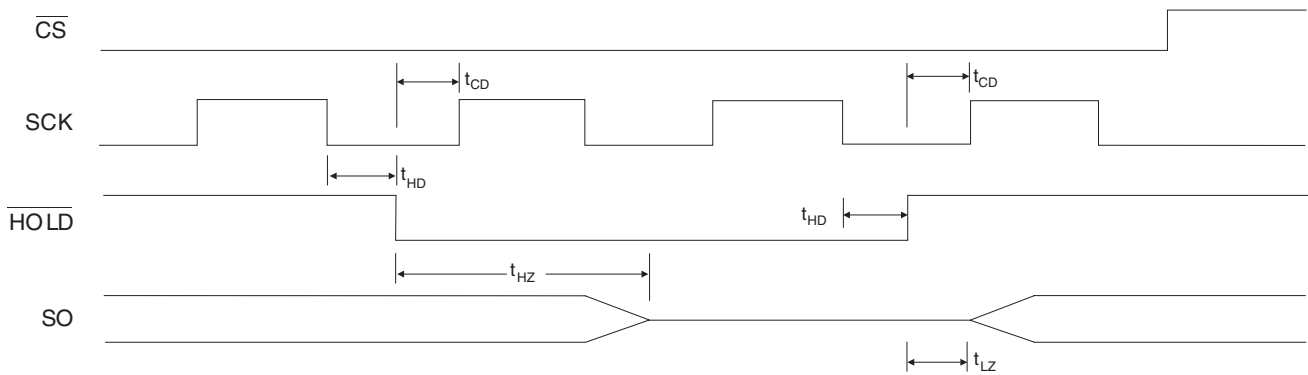 CS
t_CD
t_CD
SCK
t_HD
HOLD
t_HD
t_HZ
SO
t_LZ